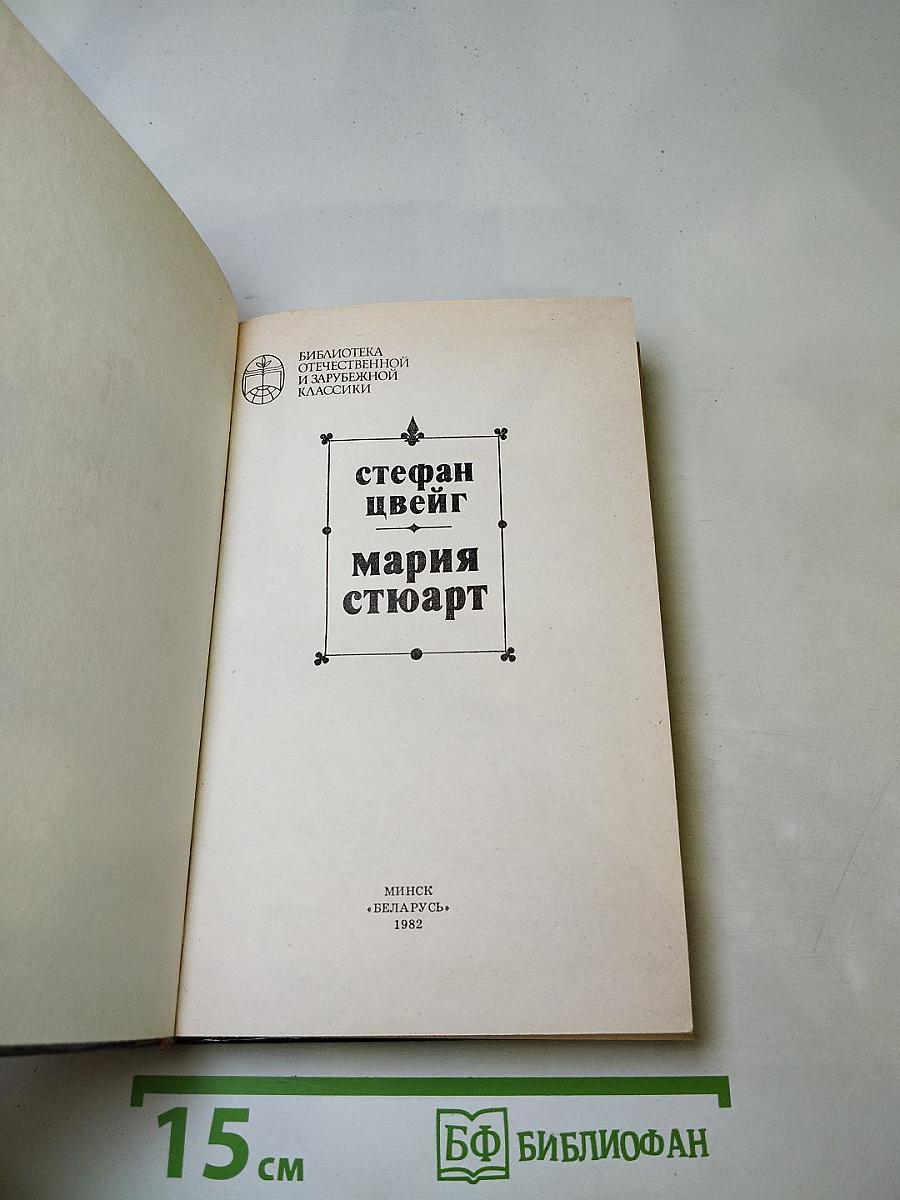 БИБЛИОТЕКА
ОТЕЧЕСТВЕННОЙ
И ЗАРУБЕЖНОЙ
КЛАССИКИ
стефан
цвейг
мария
стюарт
МИНСК
«БЕЛАРУСЬ»
1982
15 см
БФ БИБЛИОФАН